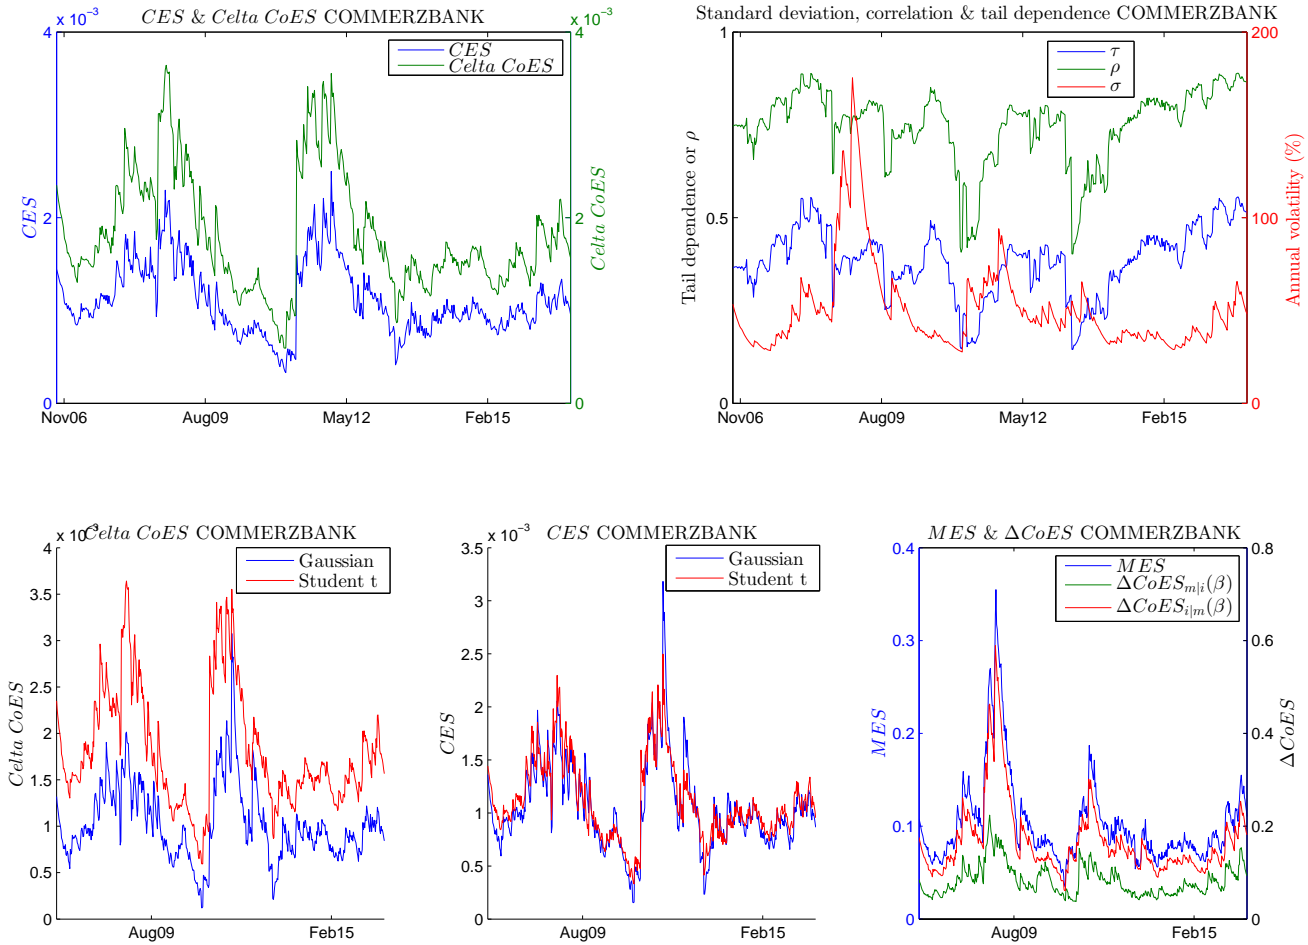 CES & Celta CoES COMMERZBANK
x 10⁻³
x 10⁻³
4
2
0
CES
4
2
0
Celta CoES
CES
Celta CoES
Nov06 Aug09 May12 Feb15
Standard deviation, correlation & tail dependence COMMERZBANK
1
0.5
0
Tail dependence or ρ
200
100
0
Annual volatility (%)
τ
ρ
σ
Nov06 Aug09 May12 Feb15
Celta CoES COMMERZBANK
x 10⁻³
4
3.5
3
2.5
2
1.5
1
0.5
0
Celta CoES
Gaussian
Student t
Aug09 Feb15
CES COMMERZBANK
x 10⁻³
3.5
3
2.5
2
1.5
1
0.5
0
CES
Gaussian
Student t
Aug09 Feb15
MES & ΔCoES COMMERZBANK
0.4
0.3
0.2
0.1
0
MES
0.8
0.6
0.4
0.2
0
ΔCoES
MES
ΔCoES_{m|i}(β)
ΔCoES_{i|m}(β)
Aug09 Feb15